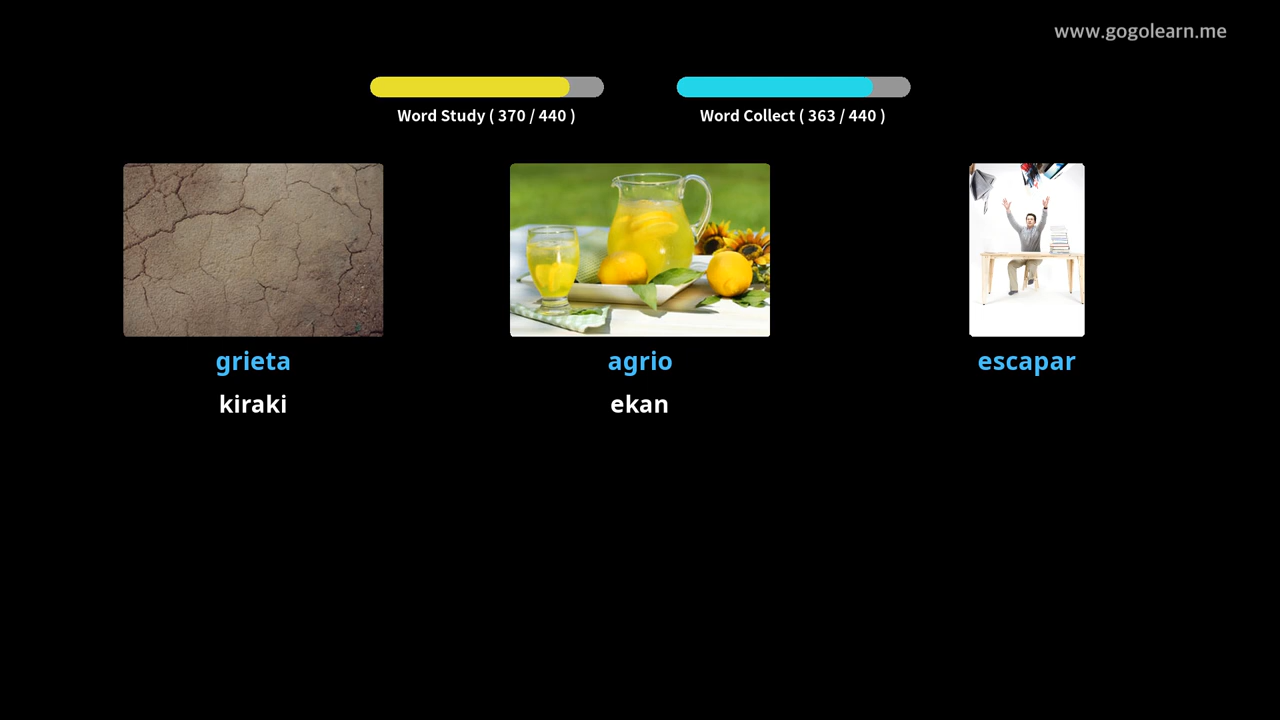 www.gogolearn.me
Word Study ( 370 / 440 )
Word Collect ( 363 / 440 )
grieta
agrio
escapar
kiraki
ekan